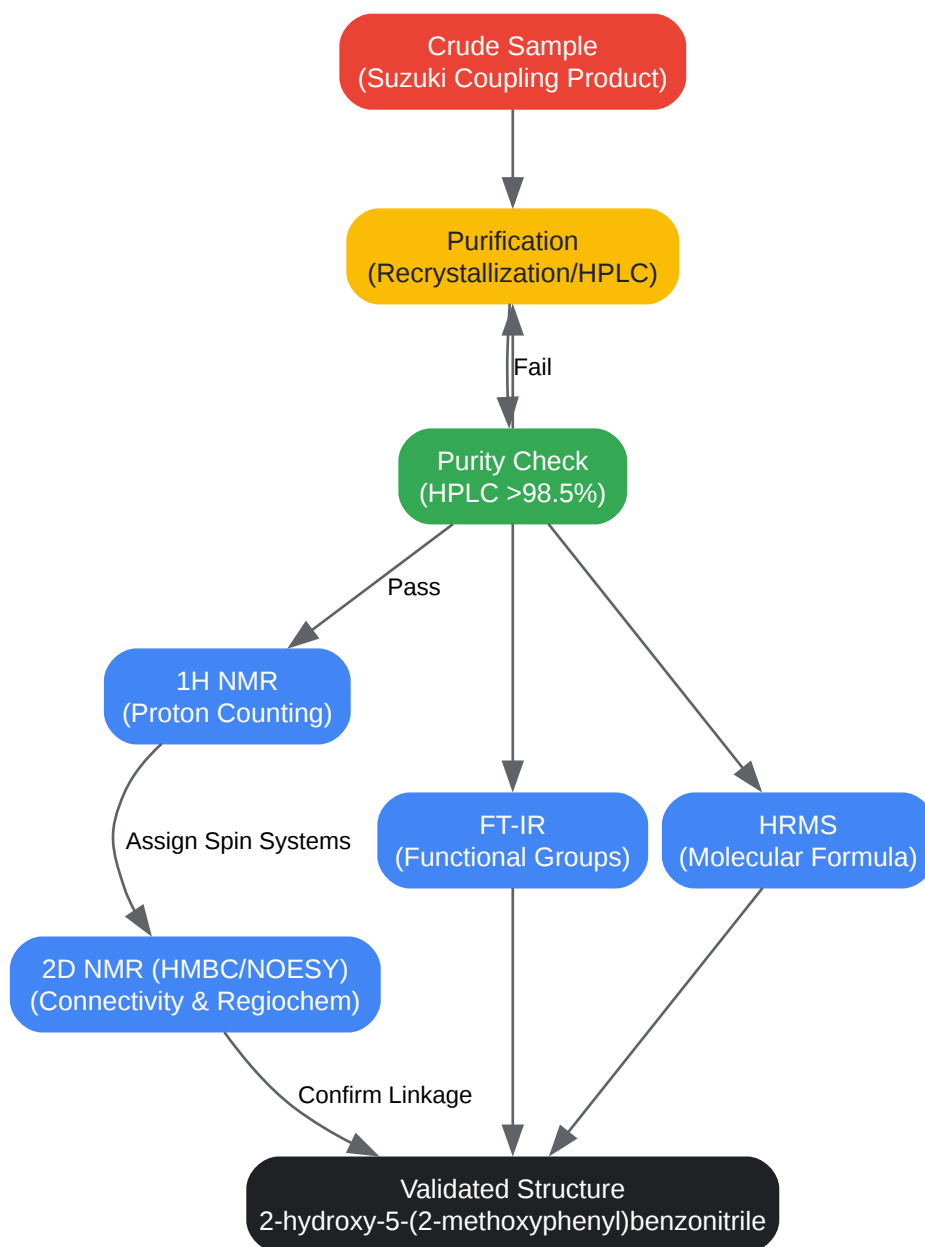 Crude Sample
(Suzuki Coupling Product)
Purification
(Recrystallization/HPLC)
Fail
Purity Check
(HPLC >98.5%)
Pass
1H NMR
(Proton Counting)
Assign Spin Systems
FT-IR
(Functional Groups)
HRMS
(Molecular Formula)
2D NMR (HMBC/NOESY)
(Connectivity & Regiochem)
Confirm Linkage
Validated Structure
2-hydroxy-5-(2-methoxyphenyl)benzonitrile